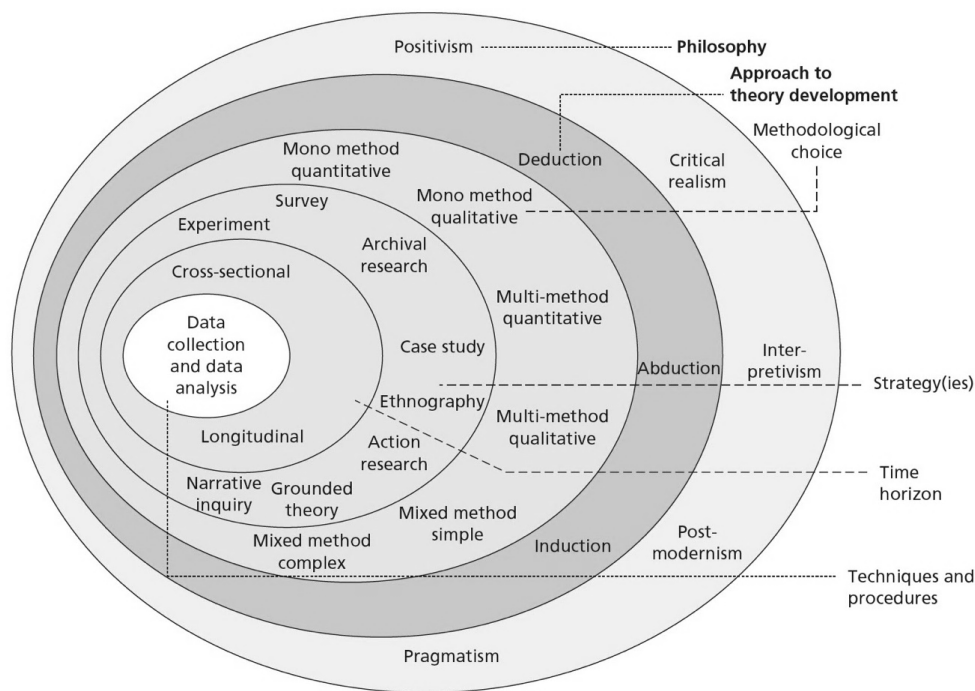 Positivism
Philosophy
Approach to
theory development
Methodological
choice
Deduction
Critical
realism
Mono method
quantitative
Mono method
qualitative
Survey
Experiment
Archival
research
Cross-sectional
Multi-method
quantitative
Data
collection
and data
analysis
Case study
Inter-
pretivism
Abduction
Strategy(ies)
Ethnography
Multi-method
qualitative
Longitudinal
Action
research
Time
horizon
Narrative
inquiry
Grounded
theory
Mixed method
simple
Mixed method
complex
Induction
Post-
modernism
Techniques and
procedures
Pragmatism